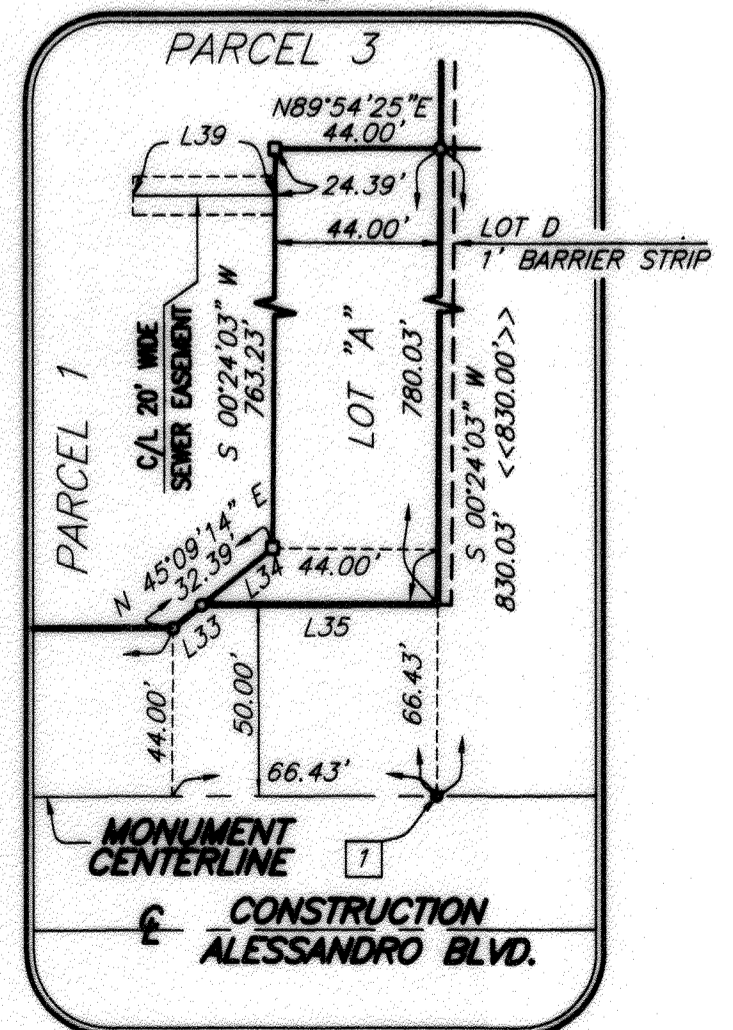 PARCEL 3
N89°54'25"E
44.00'
L39
24.39'
44.00'
LOT D
1' BARRIER STRIP
PARCEL 1
C/L 20' WIDE
SEWER EASEMENT
S 00°24'03" W
763.23'
LOT "A"
780.03'
S 00°24'03" W
830.03' <<830.00'>>
N 45°09'14" E
32.39'
L34
44.00'
L33
L35
44.00'
50.00'
66.43'
66.43'
MONUMENT
CENTERLINE
1
℄ CONSTRUCTION
ALESSANDRO BLVD.